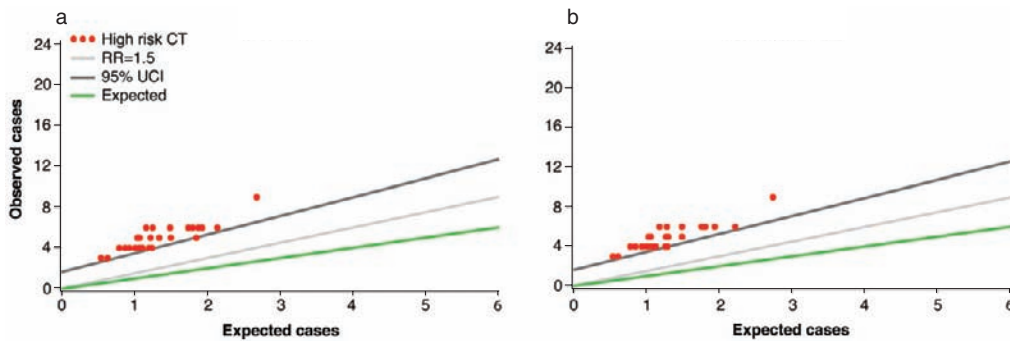 a
High risk CT
RR=1.5
95% UCI
Expected
24
20
16
12
8
4
0
0 1 2 3 4 5 6
Observed cases
Expected cases
b
24
20
16
12
8
4
0
0 1 2 3 4 5 6
Expected cases